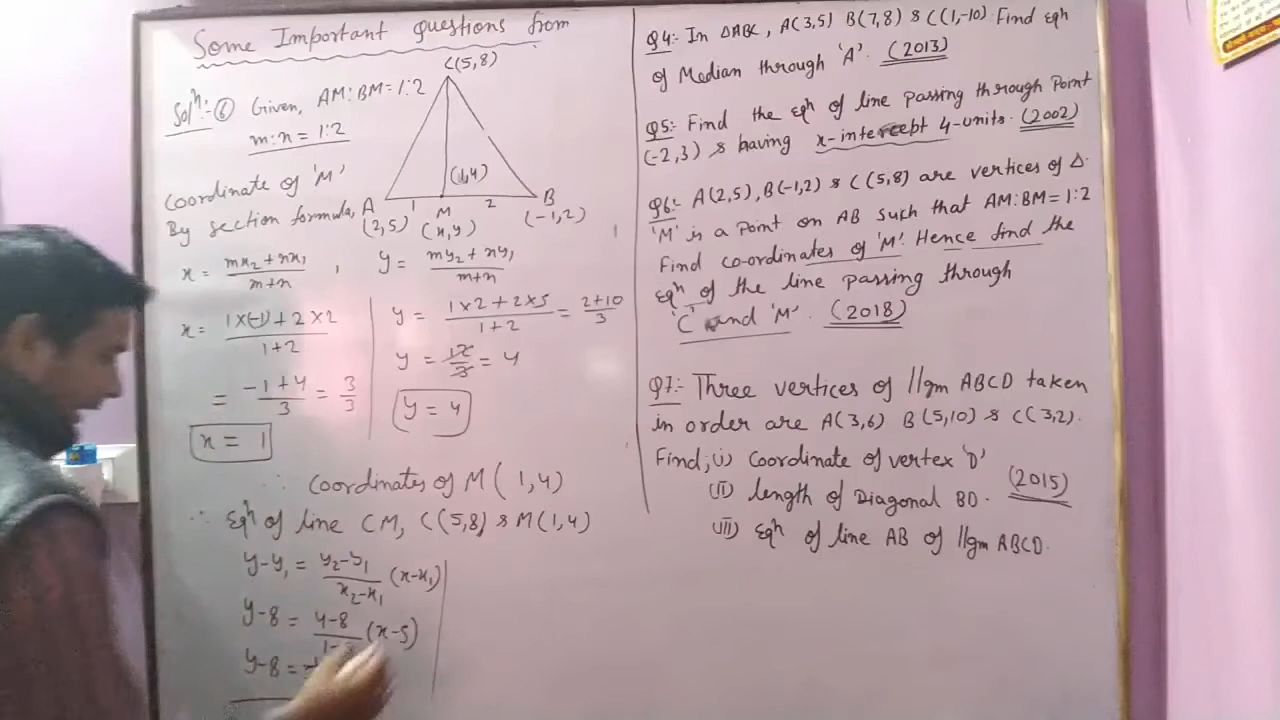 Some Important Questions from
Solⁿ:- ⑥ Given, AM:BM=1:2
m:n = 1:2
Coordinate of 'M'
By section formula,
C(5,8)
(1,4)
A 1 M 2 B
(2,5) (x,y) (-1,2)
x = mx₂+nx₁/m+n , y = my₂+ny₁/m+n
x = 1×(-1)+2×2/1+2
= -1+4/3 = 3/3
x = 1
y = 1×2+2×5/1+2 = 2+10/3
y = 12/3 = 4
y = 4
∴ Coordinates of M(1,4)
∴ Eqⁿ of line CM, C(5,8) & M(1,4)
y-y₁ = y₂-y₁/x₂-x₁ (x-x₁)
y-8 = 4-8/1-5 (x-5)
y-8 =
Q4:- In ΔABC, A(3,5) B(7,8) & C(1,-10) Find eqⁿ
of Median through 'A'. (2013)
Q5:- Find the eqⁿ of line passing through Point
(-2,3) & having x-intercept 4-units. (2002)
Q6:- A(2,5), B(-1,2) & C(5,8) are vertices of Δ.
'M' is a Point on AB such that AM:BM=1:2
Find co-ordinates of 'M'. Hence find the
eqⁿ of the line passing through
'C' and 'M'. (2018)
Q7:- Three vertices of //gm ABCD taken
in order are A(3,6) B(5,10) & C(3,2).
Find; (i) Coordinate of vertex 'D'
(ii) length of Diagonal BD. (2015)
(iii) Eqⁿ of line AB of //gm ABCD.